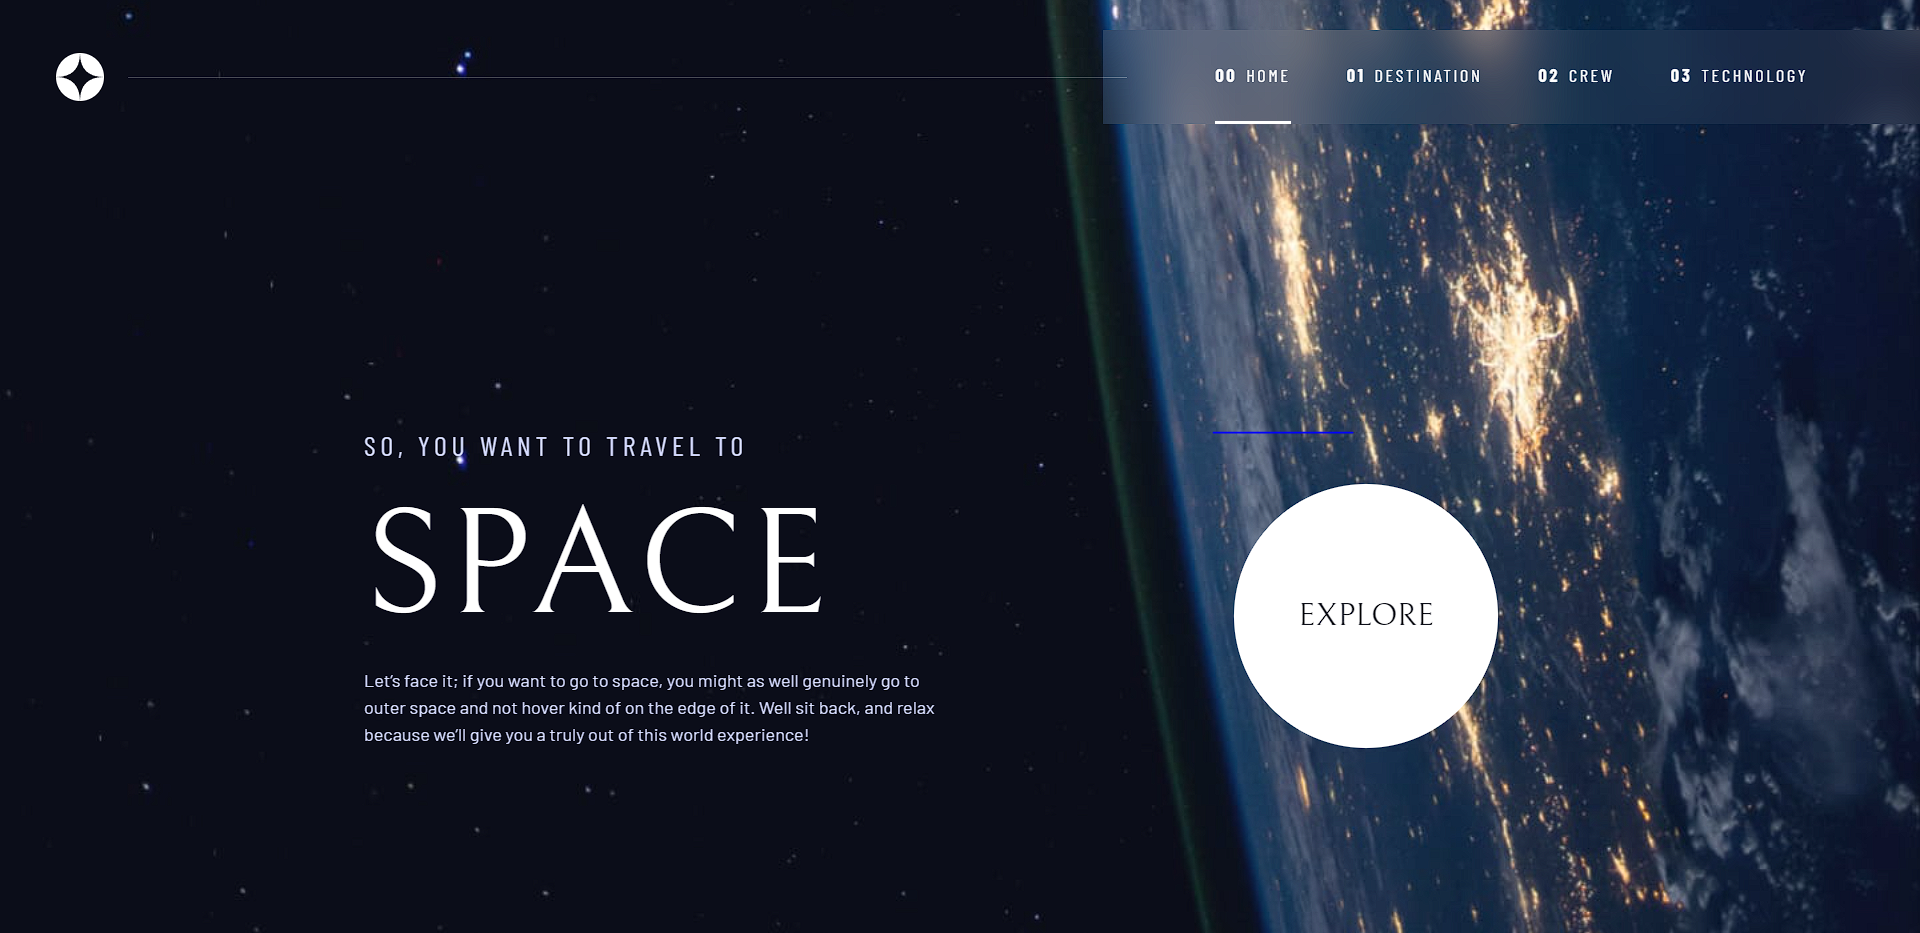 00 HOME 01 DESTINATION 02 CREW 03 TECHNOLOGY
SO, YOU WANT TO TRAVEL TO
SPACE
Let’s face it; if you want to go to space, you might as well genuinely go to
outer space and not hover kind of on the edge of it. Well sit back, and relax
because we’ll give you a truly out of this world experience!
EXPLORE